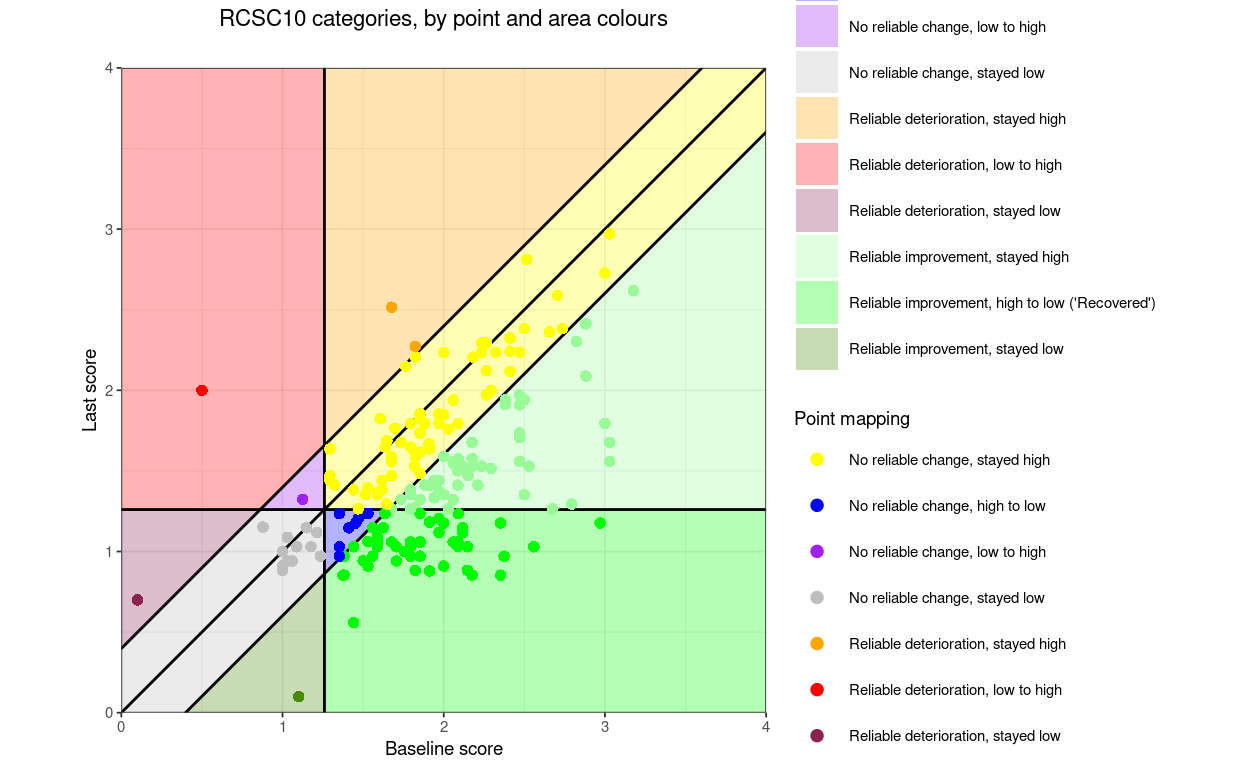 RCSC10 categories, by point and area colours
4
3
2
1
0
Last score
0
1
2
3
4
Baseline score
No reliable change, low to high
No reliable change, stayed low
Reliable deterioration, stayed high
Reliable deterioration, low to high
Reliable deterioration, stayed low
Reliable improvement, stayed high
Reliable improvement, high to low ('Recovered')
Reliable improvement, stayed low
Point mapping
No reliable change, stayed high
No reliable change, high to low
No reliable change, low to high
No reliable change, stayed low
Reliable deterioration, stayed high
Reliable deterioration, low to high
Reliable deterioration, stayed low